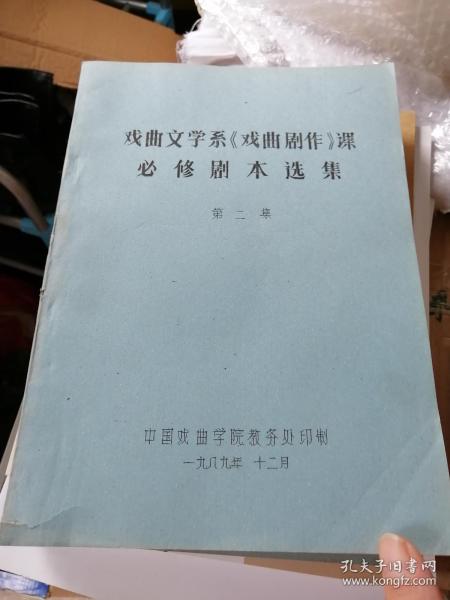 戏曲文学系《戏曲剧作》课
必修剧本选集
第二集
中国戏曲学院教务处印制
一九八九年 十二月
孔夫子旧书网
www.kongfz.com